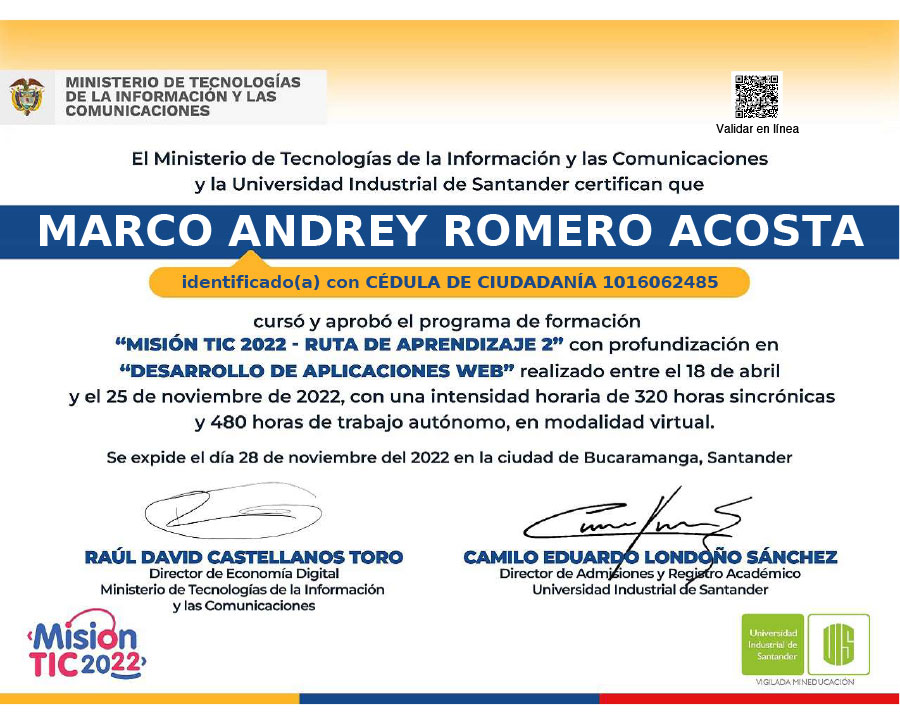 MINISTERIO DE TECNOLOGÍAS
DE LA INFORMACIÓN Y LAS
COMUNICACIONES
Validar en línea
El Ministerio de Tecnologías de la Información y las Comunicaciones
y la Universidad Industrial de Santander certifican que
MARCO ANDREY ROMERO ACOSTA
identificado(a) con CÉDULA DE CIUDADANÍA 1016062485
cursó y aprobó el programa de formación
“MISIÓN TIC 2022 - RUTA DE APRENDIZAJE 2” con profundización en
“DESARROLLO DE APLICACIONES WEB” realizado entre el 18 de abril
y el 25 de noviembre de 2022, con una intensidad horaria de 320 horas sincrónicas
y 480 horas de trabajo autónomo, en modalidad virtual.
Se expide el día 28 de noviembre del 2022 en la ciudad de Bucaramanga, Santander
RAÚL DAVID CASTELLANOS TORO
Director de Economía Digital
Ministerio de Tecnologías de la Información
y las Comunicaciones
CAMILO EDUARDO LONDOÑO SÁNCHEZ
Director de Admisiones y Registro Académico
Universidad Industrial de Santander
Misión
TIC 2022
Universidad
Industrial de
Santander
UIS
VIGILADA MINEDUCACIÓN